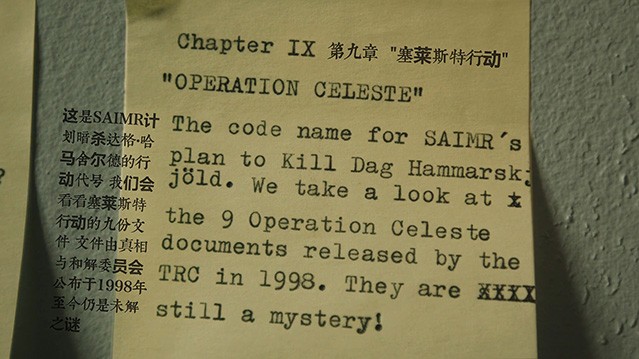 Chapter IX 第九章 "塞莱斯特行动"
"OPERATION CELESTE"
The code name for SAIMR's
plan to Kill Dag Hammarskj
jöld. We take a look at x
the 9 Operation Celeste
documents released by the
TRC in 1998. They are xxxx
still a mystery!
这是SAIMR计
划暗杀达格·哈
马舍尔德的行
动代号 我们会
看看塞莱斯特
行动的九份文
件 文件由真相
与和解委员会
公布于1998年
至今仍是未解
之谜
?